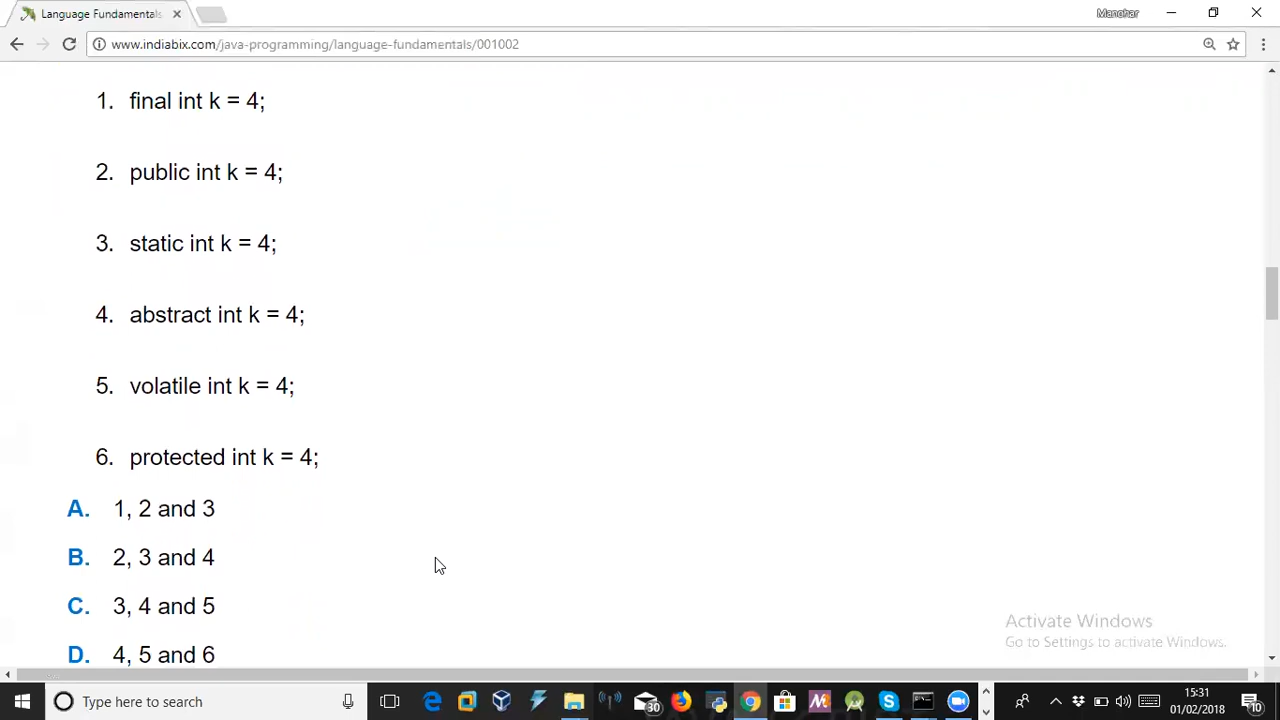 Language Fundamentals
Manohar
www.indiabix.com/java-programming/language-fundamentals/001002
1. final int k = 4;
2. public int k = 4;
3. static int k = 4;
4. abstract int k = 4;
5. volatile int k = 4;
6. protected int k = 4;
A. 1, 2 and 3
B. 2, 3 and 4
C. 3, 4 and 5
D. 4, 5 and 6
Activate Windows
Go to Settings to activate Windows.
Type here to search
30
15:31
01/02/2018
10